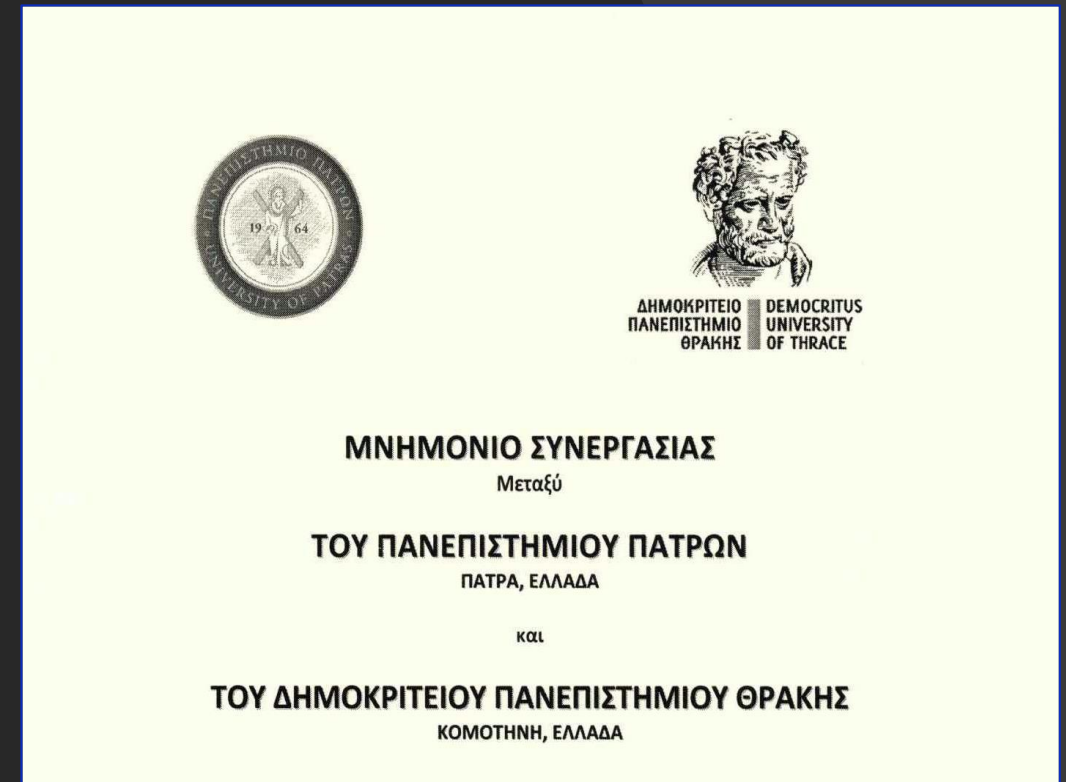 ΠΑΝΕΠΙΣΤΗΜΙΟ ΠΑΤΡΩΝ
UNIVERSITY OF PATRAS
19 64
ΔΗΜΟΚΡΙΤΕΙΟ
ΠΑΝΕΠΙΣΤΗΜΙΟ
ΘΡΑΚΗΣ
DEMOCRITUS
UNIVERSITY
OF THRACE
ΜΝΗΜΟΝΙΟ ΣΥΝΕΡΓΑΣΙΑΣ
Μεταξύ
ΤΟΥ ΠΑΝΕΠΙΣΤΗΜΙΟΥ ΠΑΤΡΩΝ
ΠΑΤΡΑ, ΕΛΛΑΔΑ
και
ΤΟΥ ΔΗΜΟΚΡΙΤΕΙΟΥ ΠΑΝΕΠΙΣΤΗΜΙΟΥ ΘΡΑΚΗΣ
ΚΟΜΟΤΗΝΗ, ΕΛΛΑΔΑ